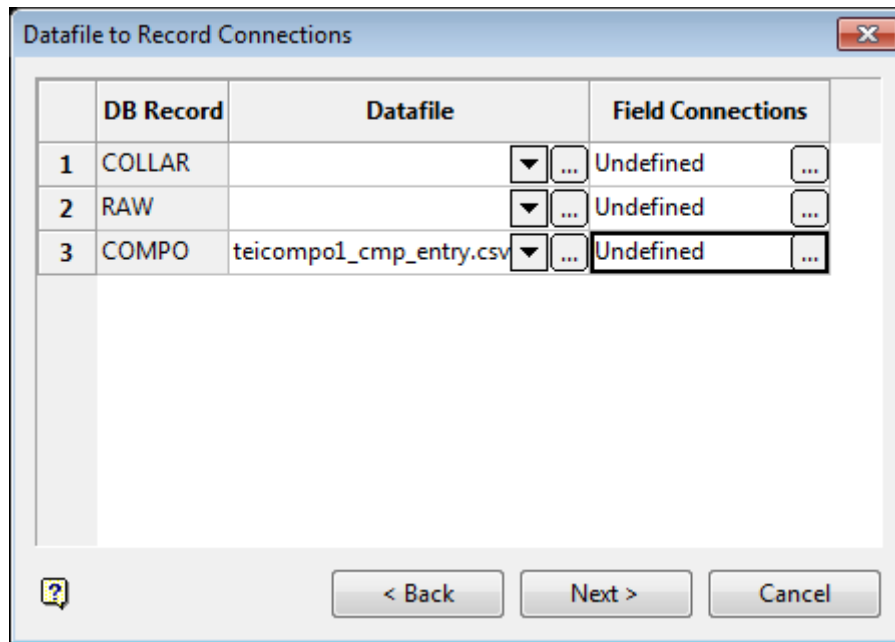 Datafile to Record Connections
DB Record Datafile Field Connections
1 COLLAR ... Undefined ...
2 RAW ... Undefined ...
3 COMPO teicompo1_cmp_entry.csv ... Undefined ...
? < Back Next > Cancel